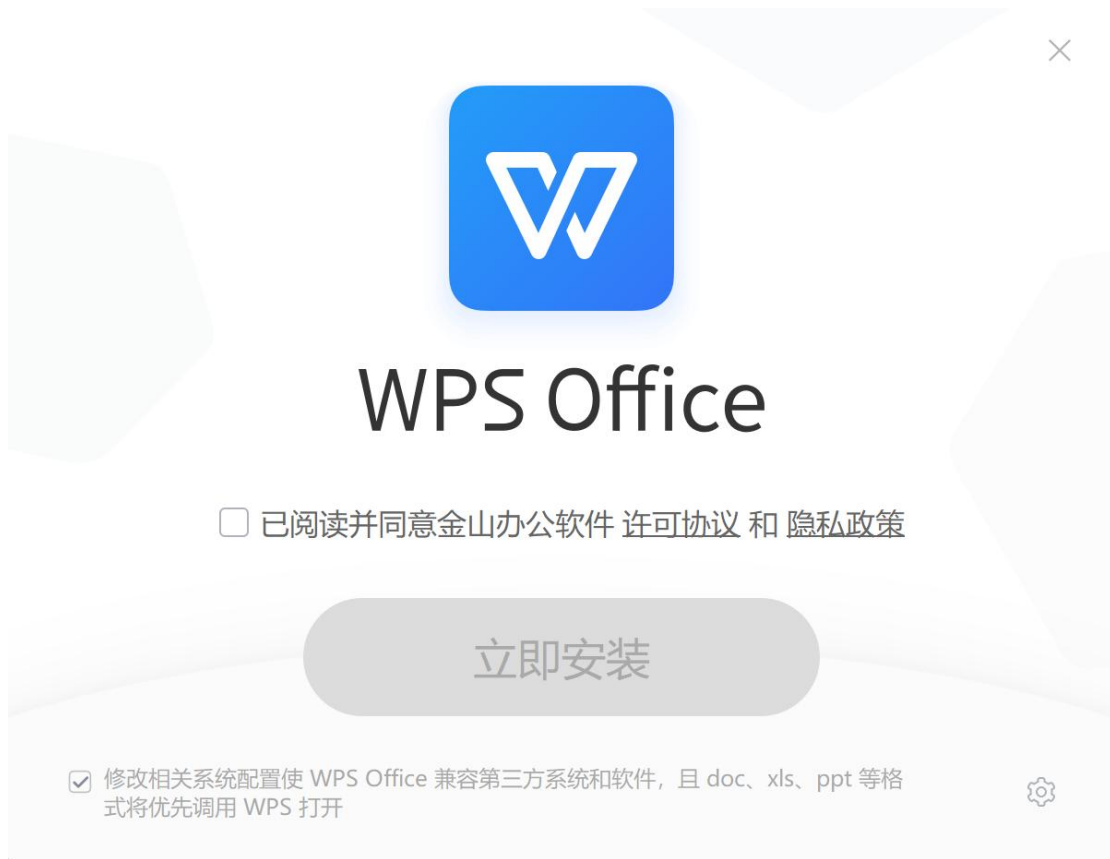 WPS Office
已阅读并同意金山办公软件 许可协议 和 隐私政策
立即安装
修改相关系统配置使 WPS Office 兼容第三方系统和软件，且 doc、xls、ppt 等格
式将优先调用 WPS 打开